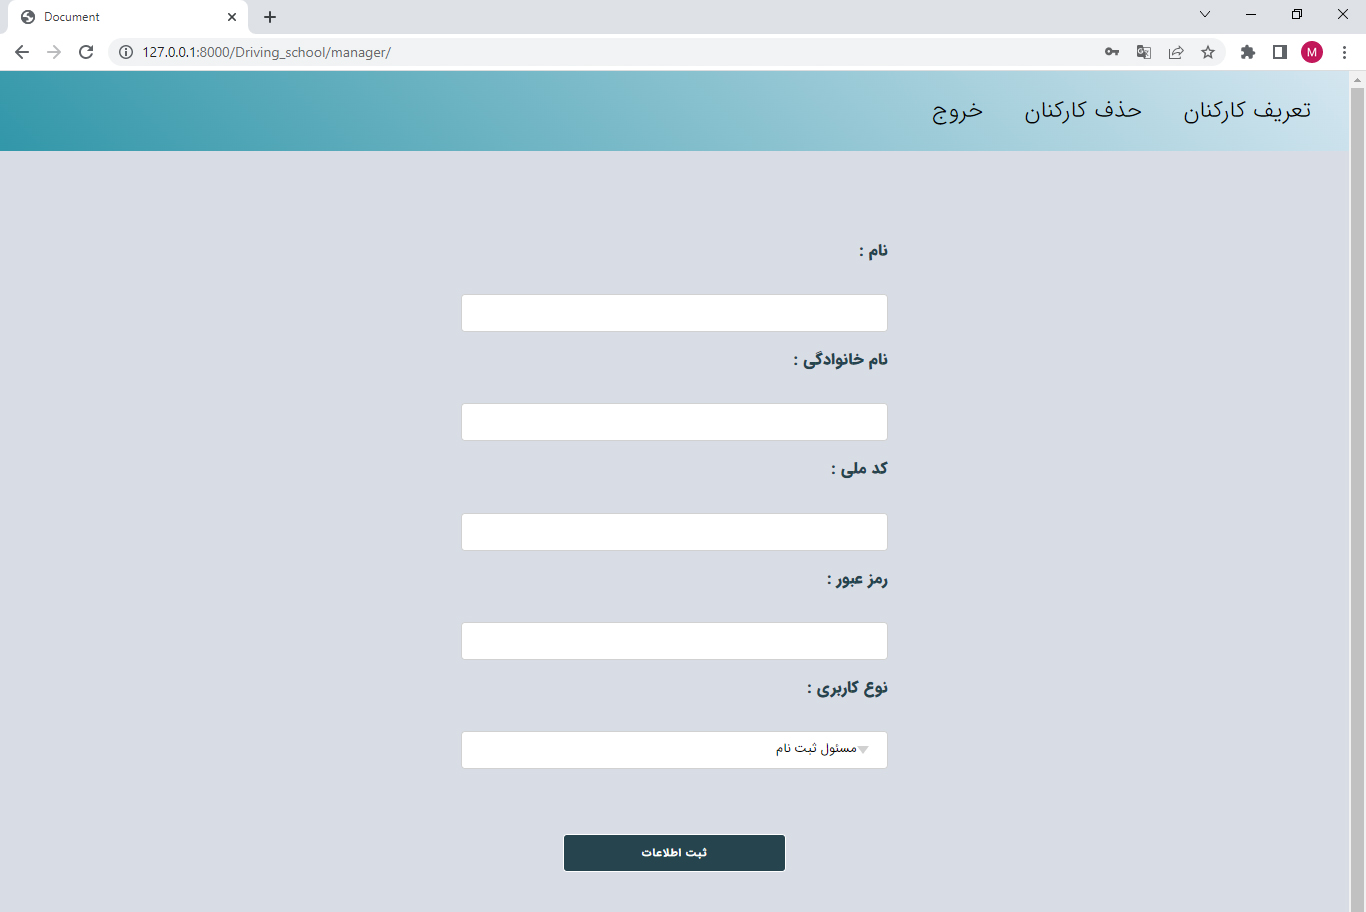 Document
127.0.0.1:8000/Driving_school/manager/
M
تعریف کارکنان حذف کارکنان خروج
نام :
نام خانوادگی :
کد ملی :
رمز عبور :
نوع کاربری :
مسئول ثبت نام
ثبت اطلاعات